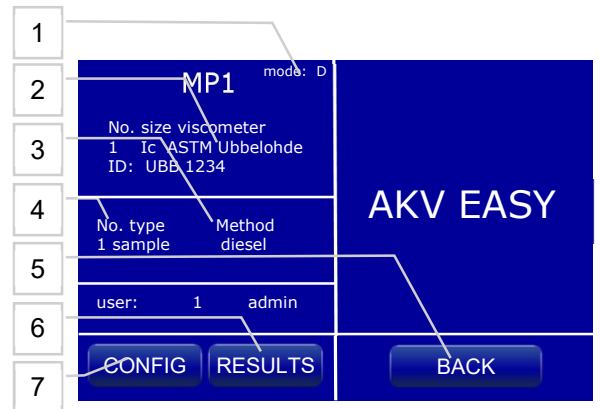 1
2
3
4
5
6
7
mode: D
MP1
No. size viscometer
1 Ic ASTM Ubbelohde
ID: UBB 1234
No. type Method
1 sample diesel
user: 1 admin
CONFIG RESULTS
AKV EASY
BACK